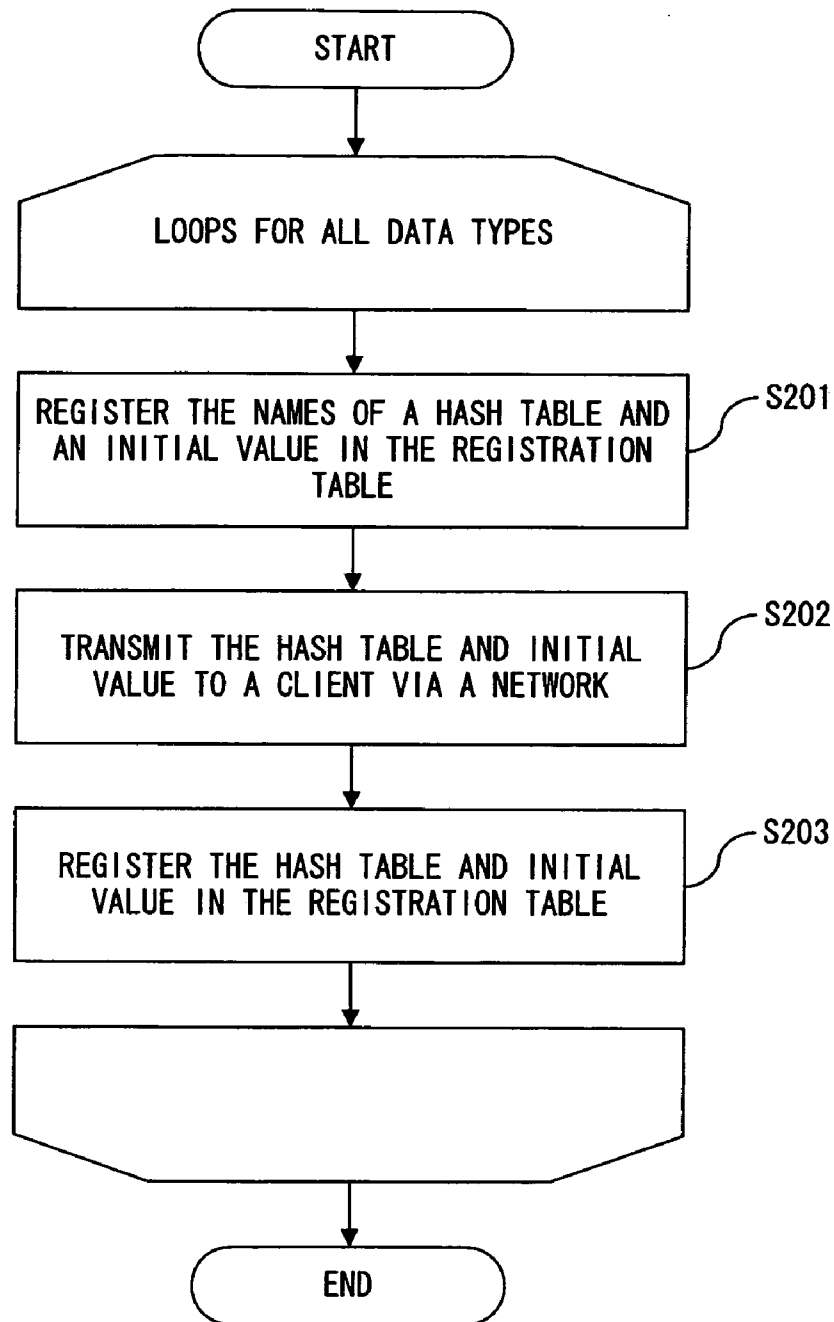 START
LOOPS FOR ALL DATA TYPES
REGISTER THE NAMES OF A HASH TABLE AND
AN INITIAL VALUE IN THE REGISTRATION
TABLE
S201
TRANSMIT THE HASH TABLE AND INITIAL
VALUE TO A CLIENT VIA A NETWORK
S202
REGISTER THE HASH TABLE AND INITIAL
VALUE IN THE REGISTRATION TABLE
S203
END